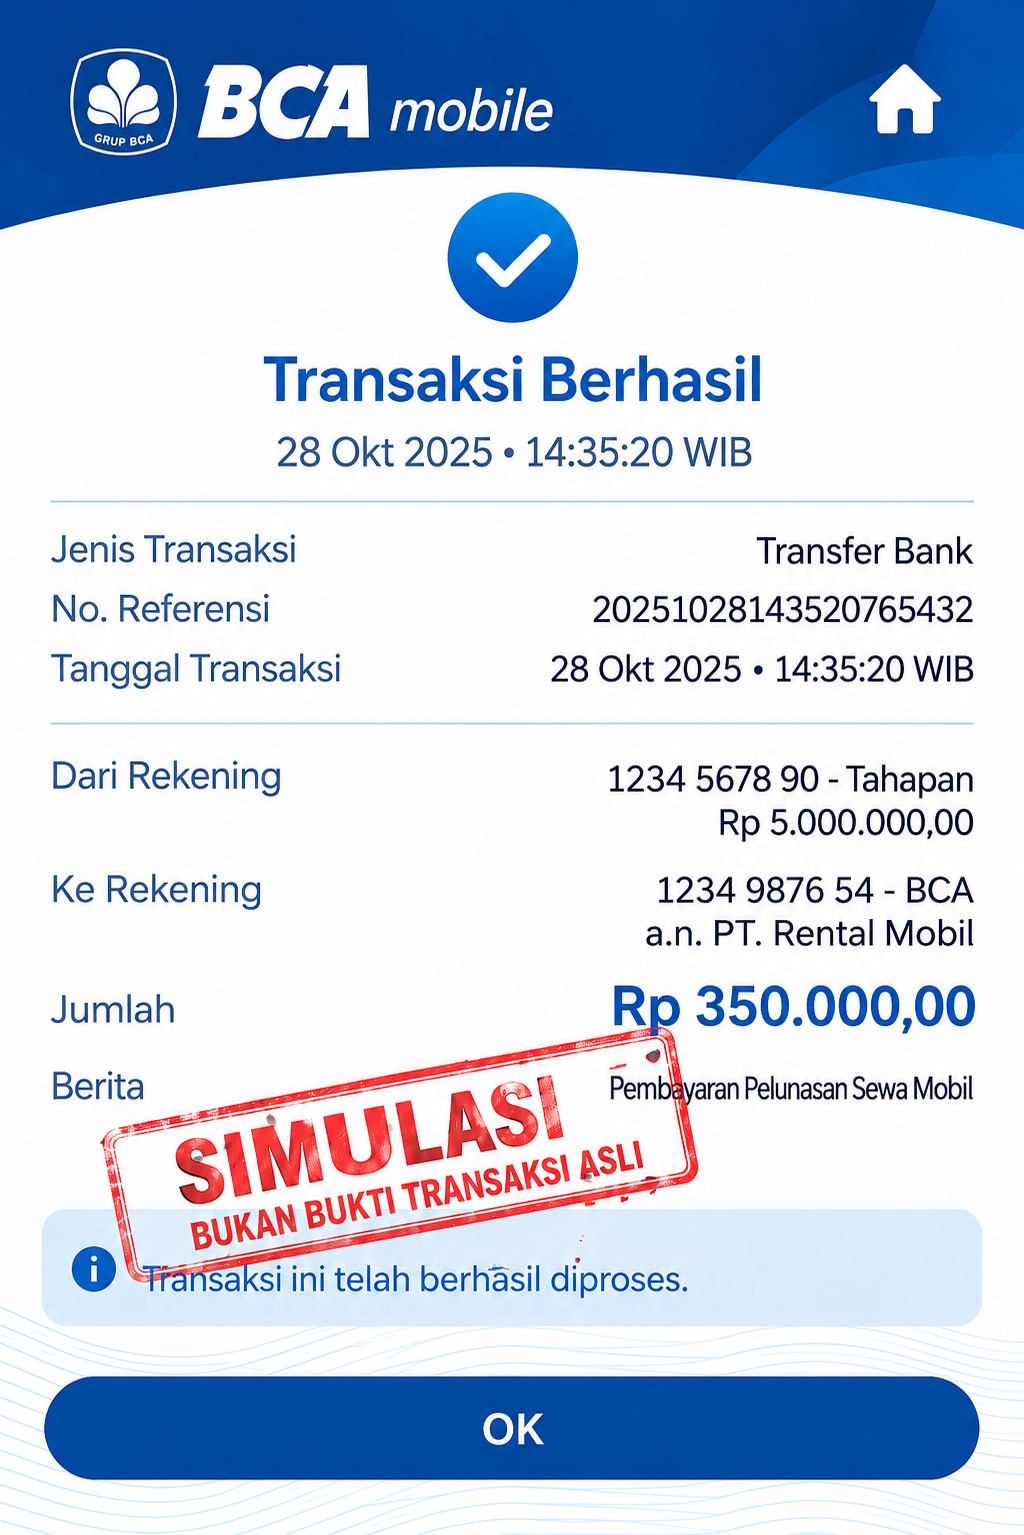 GRUP BCA
BCA mobile
Transaksi Berhasil
28 Okt 2025 • 14:35:20 WIB
Jenis Transaksi Transfer Bank
No. Referensi 20251028143520765432
Tanggal Transaksi 28 Okt 2025 • 14:35:20 WIB
Dari Rekening 1234 5678 90 - Tahapan
Rp 5.000.000,00
Ke Rekening 1234 9876 54 - BCA
a.n. PT. Rental Mobil
Jumlah Rp 350.000,00
Berita Pembayaran Pelunasan Sewa Mobil
SIMULASI
BUKAN BUKTI TRANSAKSI ASLI
i
Transaksi ini telah berhasil diproses.
OK